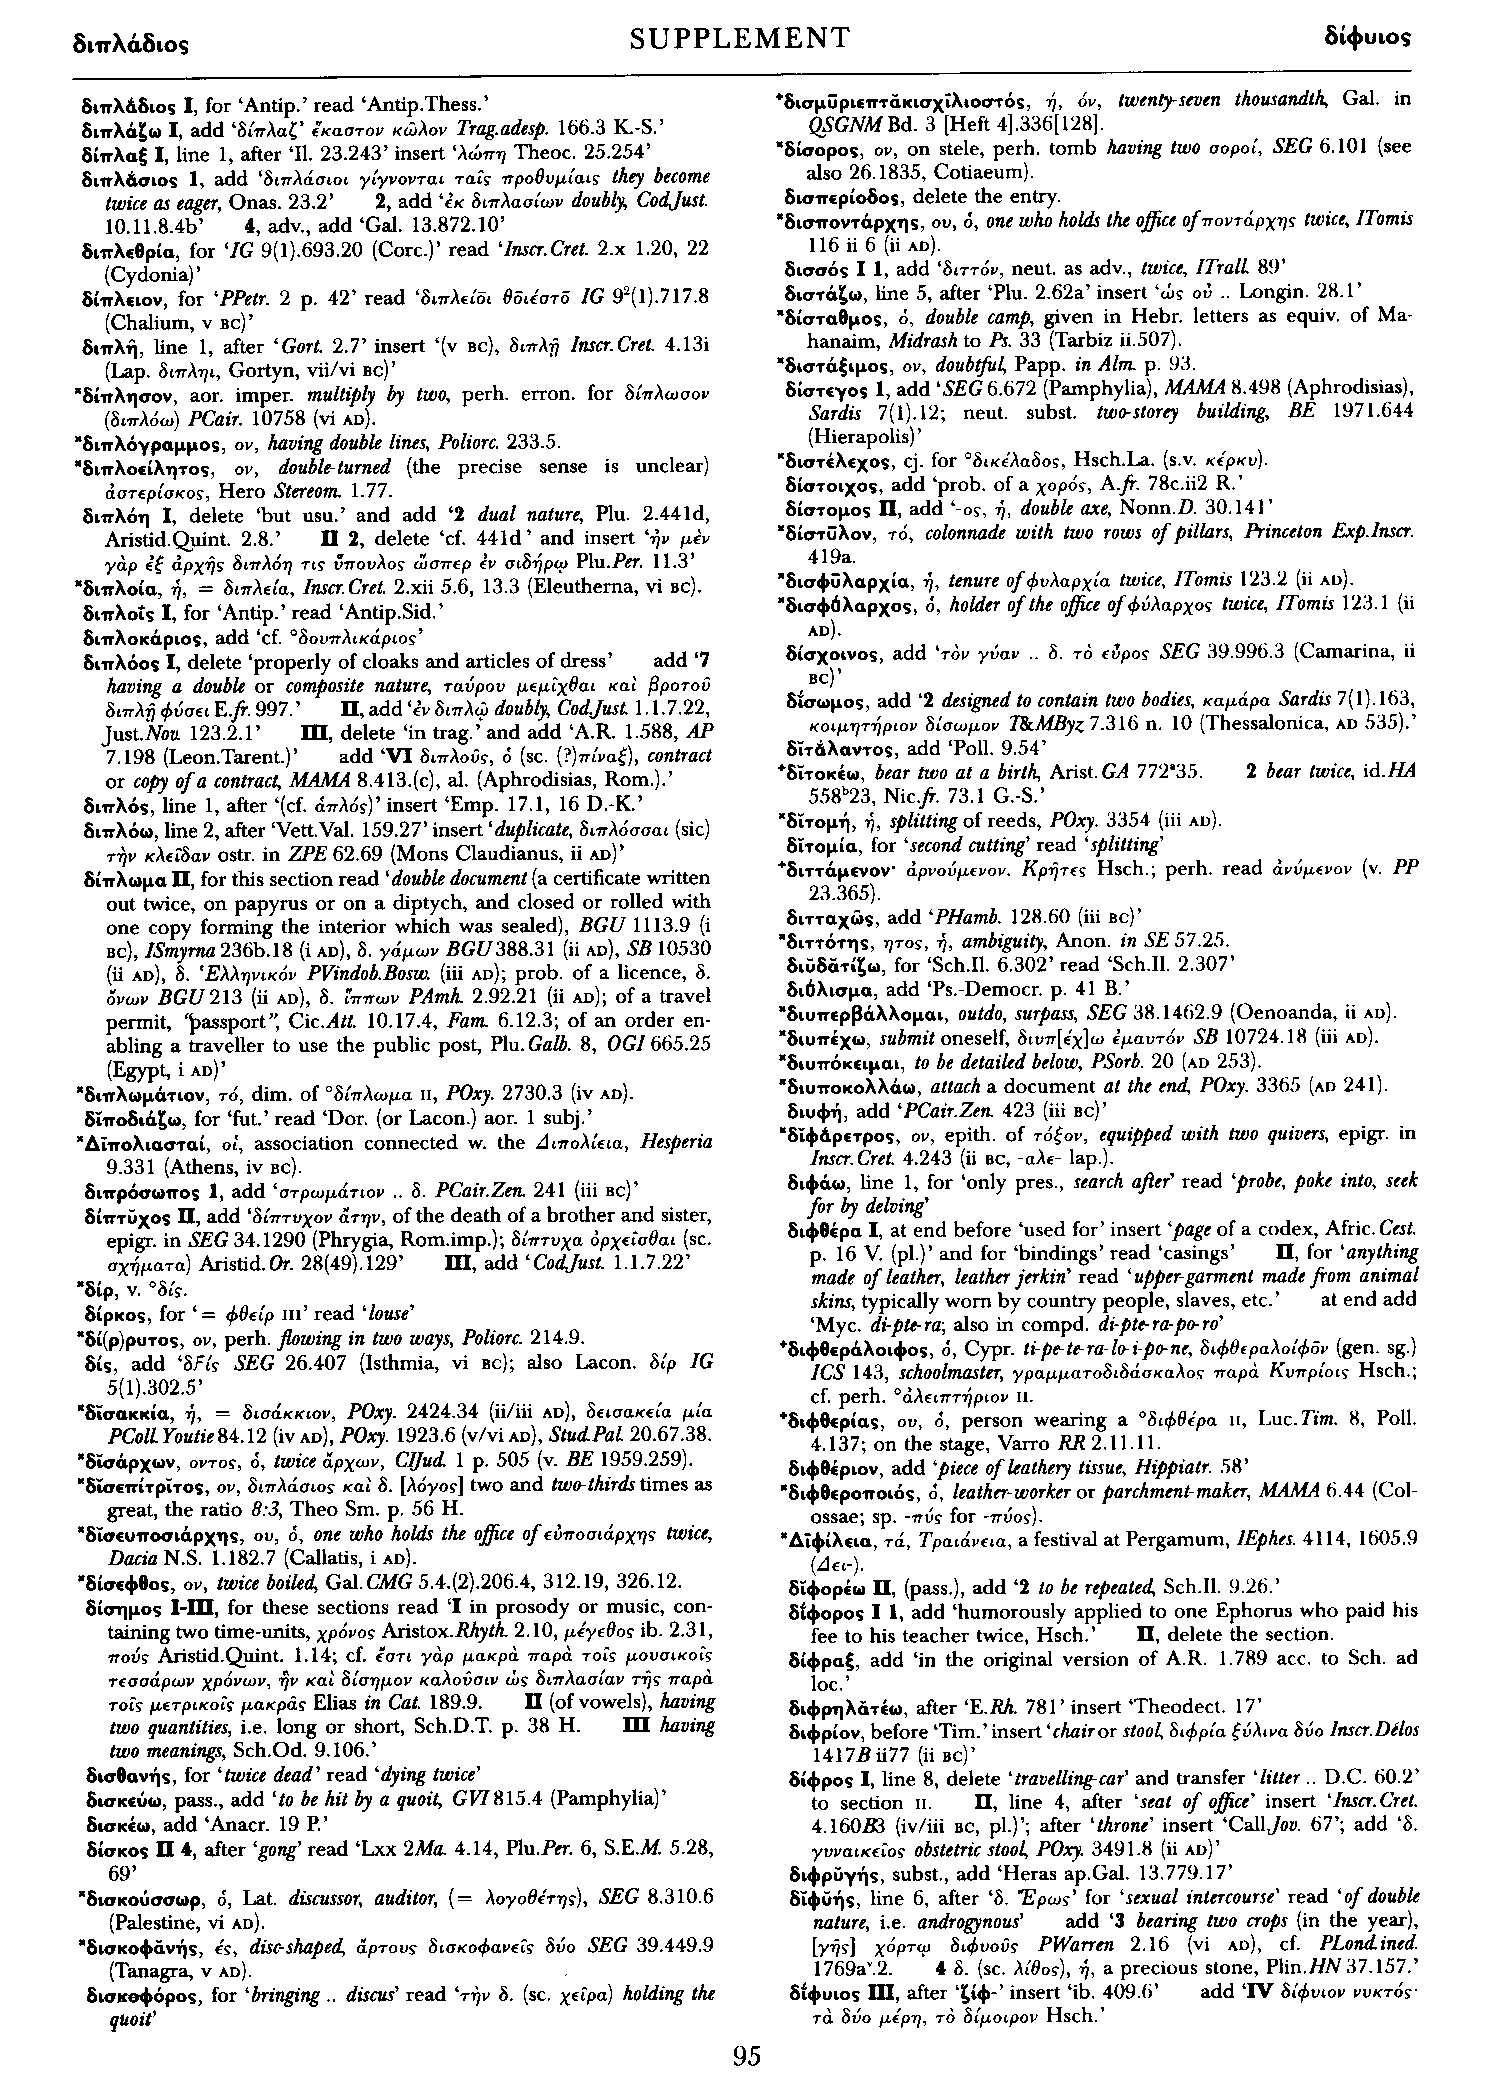 διπλάδιος
SUPPLEMENT
δίφυιος
διπλάδιος I, for ‘Antip.’ read ‘Antip.Thess.’
διπλάζω I, add ‘δίπλαζ’ ἕκαστον κῶλον Trag.adesp. 166.3 K.-S.’
δίπλαξ I, line 1, after ‘Il. 23.243’ insert ‘λώπη Theoc. 25.254’
διπλάσιος 1, add ‘διπλάσιοι γίγνονται ταῖς προθυμίαις they become
twice as eager, Onas. 23.2’ 2, add ‘ἐκ διπλασίων doubly, CodJust.
10.11.8.4b’ 4, adv., add ‘Gal. 13.872.10’
διπλεθρία, for ‘IG 9(1).693.20 (Corc.)’ read ‘Inscr.Cret. 2.x 1.20, 22
(Cydonia)’
δίπλειον, for ‘PPetr. 2 p. 42’ read ‘διπλείο̄ι θο̄ιέστο̄ IG 9²(1).717.8
(Chalium, v BC)’
διπλῆ, line 1, after ‘Gort. 2.7’ insert ‘(v BC), διπλῇ Inscr.Cret. 4.13i
(Lap. διπληι, Gortyn, vii/vi BC)’
*δίπλησον, aor. imper. multiply by two, perh. erron. for δίπλωσον
(διπλόω) PCair. 10758 (vi AD).
*διπλόγραμμος, ον, having double lines, Poliorc. 233.5.
*διπλοείλητος, ον, double-turned (the precise sense is unclear)
ἀστερίσκος, Hero Stereom. 1.77.
διπλόη I, delete ‘but usu.’ and add ‘2 dual nature, Plu. 2.441d,
Aristid.Quint. 2.8.’ II 2, delete ‘cf. 441d’ and insert ‘ἦν μὲν
γὰρ ἐξ ἀρχῆς διπλόη τις ὕπουλος ὥσπερ ἐν σιδήρῳ Plu.Per. 11.3’
*διπλοία, ἡ, = διπλεία, Inscr.Cret. 2.xii 5.6, 13.3 (Eleutherna, vi BC).
διπλοΐς I, for ‘Antip.’ read ‘Antip.Sid.’
διπλοκάριος, add ‘cf. °δουπλικάριος’
διπλόος I, delete ‘properly of cloaks and articles of dress’ add ‘7
having a double or composite nature, ταύρου μεμῖχθαι καὶ βροτοῦ
διπλῇ φύσει E.fr. 997.’ II, add ‘ἐν διπλῷ doubly, CodJust. 1.1.7.22,
Just.Nov. 123.2.1’ III, delete ‘in trag.’ and add ‘A.R. 1.588, AP
7.198 (Leon.Tarent.)’ add ‘VI διπλοῦς, ὁ (sc. (?)πίναξ), contract
or copy of a contract, MAMA 8.413.(c), al. (Aphrodisias, Rom.).’
διπλός, line 1, after ‘(cf. ἁπλός)’ insert ‘Emp. 17.1, 16 D.-K.’
διπλόω, line 2, after ‘Vett.Val. 159.27’ insert ‘duplicate, διπλόσσαι (sic)
τὴν κλεῖδαν ostr. in ZPE 62.69 (Mons Claudianus, ii AD)’
δίπλωμα II, for this section read ‘double document (a certificate written
out twice, on papyrus or on a diptych, and closed or rolled with
one copy forming the interior which was sealed), BGU 1113.9 (i
BC), ISmyrna 236b.18 (i AD), δ. γάμων BGU 388.31 (ii AD), SB 10530
(ii AD), δ. Ἑλληνικόν PVindob.Bosw. (iii AD); prob. of a licence, δ.
ὄνων BGU 213 (ii AD), δ. ἵππων PAmh. 2.92.21 (ii AD); of a travel
permit, “passport”, Cic.Att. 10.17.4, Fam. 6.12.3; of an order en-
abling a traveller to use the public post, Plu.Galb. 8, OGI 665.25
(Egypt, i AD)’
*διπλωμάτιον, τό, dim. of °δίπλωμα II, POxy. 2730.3 (iv AD).
δῐποδιάζω, for ‘fut.’ read ‘Dor. (or Lacon.) aor. 1 subj.’
*Δῑπολιασταί, οἱ, association connected w. the Διπολίεια, Hesperia
9.331 (Athens, iv BC).
διπρόσωπος 1, add ‘στρωμάτιον .. δ. PCair.Zen. 241 (iii BC)’
δίπτῠχος II, add ‘δίπτυχον ἄτην, of the death of a brother and sister,
epigr. in SEG 34.1290 (Phrygia, Rom.imp.); δίπτυχα ὀρχεῖσθαι (sc.
σχήματα) Aristid.Or. 28(49).129’ III, add ‘CodJust. 1.1.7.22’
*δίρ, v. °δίς.
δίρκος, for ‘= φθείρ III’ read ‘louse’
*δί(ρ)ρυτος, ον, perh. flowing in two ways, Poliorc. 214.9.
δίς, add ‘δϝίς SEG 26.407 (Isthmia, vi BC); also Lacon. δίρ IG
5(1).302.5’
*δῐσακκία, ἡ, = δισάκκιον, POxy. 2424.34 (ii/iii AD), δεισακεία μία
PColl.Youtie 84.12 (iv AD), POxy. 1923.6 (v/vi AD), Stud.Pal. 20.67.38.
*δῐσάρχων, οντος, ὁ, twice ἄρχων, CIJud. 1 p. 505 (v. BE 1959.259).
*δῐσεπίτρῐτος, ον, διπλάσιος καὶ δ. [λόγος] two and two-thirds times as
great, the ratio 8:3, Theo Sm. p. 56 H.
*δῐσευποσιάρχης, ου, ὁ, one who holds the office of εὐποσιάρχης twice,
Dacia N.S. 1.182.7 (Callatis, i AD).
*δίσεφθος, ον, twice boiled, Gal.CMG 5.4.(2).206.4, 312.19, 326.12.
δίσημος I-III, for these sections read ‘I in prosody or music, con-
taining two time-units, χρόνος Aristox.Rhyth. 2.10, μέγεθος ib. 2.31,
πούς Aristid.Quint. 1.14; cf. ἔστι γὰρ μακρὰ παρὰ τοῖς μουσικοῖς
τεσσάρων χρόνων, ἣν καὶ δίσημον καλοῦσιν ὡς διπλασίαν τῆς παρὰ
τοῖς μετρικοῖς μακρᾶς Elias in Cat. 189.9. II (of vowels), having
two quantities, i.e. long or short, Sch.D.T. p. 38 H. III having
two meanings, Sch.Od. 9.106.’
δισθανής, for ‘twice dead’ read ‘dying twice’
δισκεύω, pass., add ‘to be hit by a quoit, GVI 815.4 (Pamphylia)’
δισκέω, add ‘Anacr. 19 P.’
δίσκος II 4, after ‘gong’ read ‘LXX 2Ma. 4.14, Plu.Per. 6, S.E.M. 5.28,
69’
*δισκούσσωρ, ὁ, Lat. discussor, auditor, (= λογοθέτης), SEG 8.310.6
(Palestine, vi AD).
*δισκοφᾰνής, ές, disc-shaped, ἄρτους δισκοφανεῖς δύο SEG 39.449.9
(Tanagra, v AD).
δισκοφόρος, for ‘bringing .. discus’ read ‘τὴν δ. (sc. χεῖρα) holding the
quoit’
⁺δισμῡριεπτᾰκισχῑλιοστός, ή, όν, twenty-seven thousandth, Gal. in
QSGNM Bd. 3 [Heft 4].336[128].
*δίσορος, ον, on stele, perh. tomb having two σοροί, SEG 6.101 (see
also 26.1835, Cotiaeum).
δισπερίοδος, delete the entry.
*δισποντάρχης, ου, ὁ, one who holds the office of ποντάρχης twice, ITomis
116 ii 6 (ii AD).
δισσός I 1, add ‘διττόν, neut. as adv., twice, ITrall. 89’
διστάζω, line 5, after ‘Plu. 2.62a’ insert ‘ὡς οὐ .. Longin. 28.1’
*δίσταθμος, ὁ, double camp, given in Hebr. letters as equiv. of Ma-
hanaim, Midrash to Ps. 33 (Tarbiz ii.507).
*διστάξιμος, ον, doubtful, Papp. in Alm. p. 93.
δίστεγος 1, add ‘SEG 6.672 (Pamphylia), MAMA 8.498 (Aphrodisias),
Sardis 7(1).12; neut. subst. two-storey building, BE 1971.644
(Hierapolis)’
*διστέλεχος, cj. for °δικέλαδος, Hsch.La. (s.v. κέρκυ).
δίστοιχος, add ‘prob. of a χορός, A.fr. 78c.ii2 R.’
δίστομος II, add ‘-ος, ἡ, double axe, Nonn.D. 30.141’
*δίστῡλον, τό, colonnade with two rows of pillars, Princeton Exp.Inscr.
419a.
*δισφῡλαρχία, ἡ, tenure of φυλαρχία twice, ITomis 123.2 (ii AD).
*δισφύλαρχος, ὁ, holder of the office of φύλαρχος twice, ITomis 123.1 (ii
AD).
δίσχοινος, add ‘τὸν γύαν .. δ. τὸ εὖρος SEG 39.996.3 (Camarina, ii
BC)’
δίσωμος, add ‘2 designed to contain two bodies, καμάρα Sardis 7(1).163,
κοιμητήριον δίσωμον T&MByz. 7.316 n. 10 (Thessalonica, AD 535).’
δῐτάλαντος, add ‘Poll. 9.54’
⁺δῐτοκέω, bear two at a birth, Arist.GA 772ᵃ35. 2 bear twice, id.HA
558ᵇ23, Nic.fr. 73.1 G.-S.’
*δῐτομή, ἡ, splitting of reeds, POxy. 3354 (iii AD).
δῐτομία, for ‘second cutting’ read ‘splitting’
⁺διττάμενον· ἀρνούμενον. Κρῆτες Hsch.; perh. read ἀνύμενον (v. PP
23.365).
διτταχῶς, add ‘PHamb. 128.60 (iii BC)’
*διττότης, ητος, ἡ, ambiguity, Anon. in SE 57.25.
διῠδᾰτίζω, for ‘Sch.Il. 6.302’ read ‘Sch.Il. 2.307’
διύλισμα, add ‘Ps.-Democr. p. 41 B.’
*διυπερβάλλομαι, outdo, surpass, SEG 38.1462.9 (Oenoanda, ii AD).
*διυπέχω, submit oneself, διυπ[έχ]ω ἐμαυτόν SB 10724.18 (iii AD).
*διυπόκειμαι, to be detailed below, PSorb. 20 (AD 253).
*διυποκολλάω, attach a document at the end, POxy. 3365 (AD 241).
διυφή, add ‘PCair.Zen. 423 (iii BC)’
*δῐφάρετρος, ον, epith. of τόξον, equipped with two quivers, epigr. in
Inscr.Cret. 4.243 (ii BC, -αλε- lap.).
διφάω, line 1, for ‘only pres., search after’ read ‘probe, poke into, seek
for by delving’
διφθέρα I, at end before ‘used for’ insert ‘page of a codex, Afric.Cest.
p. 16 V. (pl.)’ and for ‘bindings’ read ‘casings’ II, for ‘anything
made of leather, leather jerkin’ read ‘upper-garment made from animal
skins, typically worn by country people, slaves, etc.’ at end add
‘Myc. di-pte-ra; also in compd. di-pte-ra-po-ro’
⁺διφθεράλοιφος, ὁ, Cypr. ti-pe-te-ra-lo-i-po-ne, διφθεραλοίφο̄ν (gen. sg.)
ICS 143, schoolmaster, γραμματοδιδάσκαλος παρὰ Κυπρίοις Hsch.;
cf. perh. °ἀλειπτήριον II.
⁺διφθερίας, ου, ὁ, person wearing a °διφθέρα II, Luc.Tim. 8, Poll.
4.137; on the stage, Varro RR 2.11.11.
διφθέριον, add ‘piece of leathery tissue, Hippiatr. 58’
*διφθεροποιός, ὁ, leather-worker or parchment-maker, MAMA 6.44 (Col-
ossae; sp. -πύς for -πύος).
*Δῑφίλεια, τά, Τραιάνεια, a festival at Pergamum, IEphes. 4114, 1605.9
(Δει-).
δῐφορέω II, (pass.), add ‘2 to be repeated, Sch.Il. 9.26.’
δίφορος I 1, add ‘humorously applied to one Ephorus who paid his
fee to his teacher twice, Hsch.’ II, delete the section.
δίφραξ, add ‘in the original version of A.R. 1.789 acc. to Sch. ad
loc.’
διφρηλᾰτέω, after ‘E.Rh. 781’ insert ‘Theodect. 17’
διφρίον, before ‘Tim.’ insert ‘chair or stool, διφρία ξύλινα δύο Inscr.Délos
1417B ii77 (ii BC)’
δίφρος I, line 8, delete ‘travelling-car’ and transfer ‘litter .. D.C. 60.2’
to section II. II, line 4, after ‘seat of office’ insert ‘Inscr.Cret.
4.160B3 (iv/iii BC, pl.)’; after ‘throne’ insert ‘Call.Jov. 67’; add ‘δ.
γυναικεῖος obstetric stool, POxy. 3491.8 (ii AD)’
διφρῡγής, subst., add ‘Heras ap.Gal. 13.779.17’
δῐφῠής, line 6, after ‘δ. Ἔρως’ for ‘sexual intercourse’ read ‘of double
nature, i.e. androgynous’ add ‘3 bearing two crops (in the year),
[γῆς] χόρτῳ διφυοῦς PWarren 2.16 (vi AD), cf. PLond.ined.
1769aᵛ.2. 4 δ. (sc. λίθος), ἡ, a precious stone, Plin.HN 37.157.’
δίφυιος III, after ‘ζίφ-’ insert ‘ib. 409.6’ add ‘IV δίφυιον νυκτός·
τὰ δύο μέρη, τὸ δίμοιρον Hsch.’
95